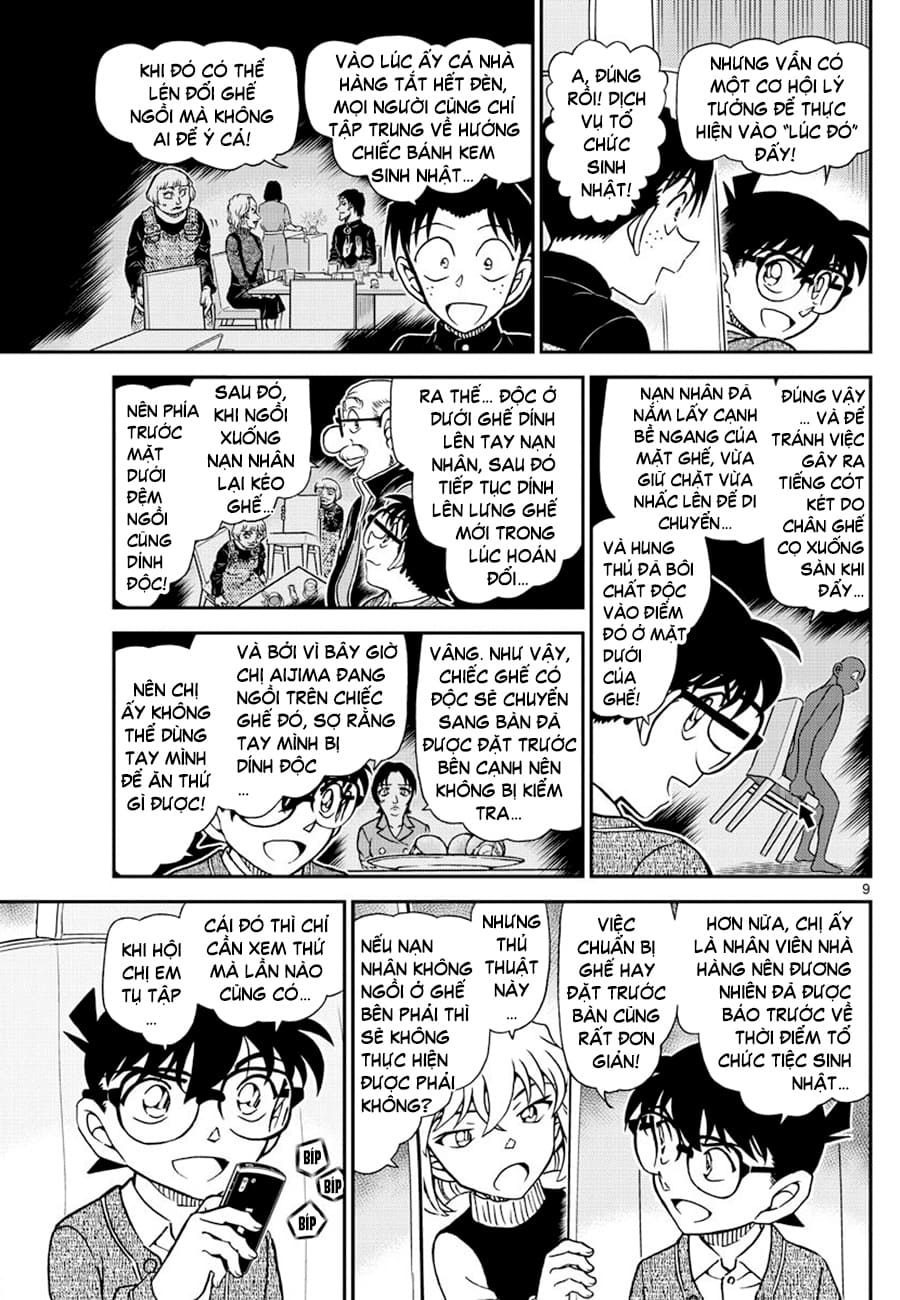 NHƯNG VẪN CÓ
MỘT CƠ HỘI LÝ
TƯỞNG ĐỂ THỰC
HIỆN VÀO "LÚC ĐÓ"
ĐẤY!
A, ĐÚNG
RỒI! DỊCH
VỤ TỔ
CHỨC
SINH
NHẬT!
VÀO LÚC ẤY CẢ NHÀ
HÀNG TẮT HẾT ĐÈN,
MỌI NGƯỜI CŨNG CHỈ
TẬP TRUNG VỀ HƯỚNG
CHIẾC BÁNH KEM
SINH NHẬT...
KHI ĐÓ CÓ THỂ
LÉN ĐỔI GHẾ
NGỒI MÀ KHÔNG
AI ĐỂ Ý CẢ!
ĐÚNG VẬY
... VÀ ĐỂ
TRÁNH VIỆC
GÂY RA
TIẾNG CÓT
KÉT DO
CHÂN GHẾ
CỌ XUỐNG
SÀN KHI
ĐẨY...
NẠN NHÂN ĐÃ
NẮM LẤY CẠNH
BỀ NGANG CỦA
MẶT GHẾ, VỪA
GIỮ CHẶT VỪA
NHẤC LÊN ĐỂ DI
CHUYỂN...
VÀ HUNG
THỦ ĐÃ BÔI
CHẤT ĐỘC
VÀO ĐIỂM
ĐÓ Ở MẶT
DƯỚI
CỦA
GHẾ!
RA THẾ... ĐỘC Ở
DƯỚI GHẾ DÍNH
LÊN TAY NẠN
NHÂN, SAU ĐÓ
TIẾP TỤC DÍNH
LÊN LƯNG GHẾ
MỚI TRONG
LÚC HOÁN
ĐỔI...
SAU ĐÓ,
KHI NGỒI
XUỐNG
NẠN NHÂN
LẠI KÉO
GHẾ...
NÊN PHÍA
TRƯỚC
MẶT
DƯỚI
ĐỆM
NGỒI
CŨNG
DÍNH
ĐỘC!
VÂNG. NHƯ VẬY,
CHIẾC GHẾ CÓ
ĐỘC SẼ CHUYỂN
SANG BÀN ĐÃ
ĐƯỢC ĐẶT TRƯỚC
BÊN CẠNH NÊN
KHÔNG BỊ KIỂM
TRA...
VÀ BỞI VÌ BÂY GIỜ
CHỊ AIJIMA ĐANG
NGỒI TRÊN CHIẾC
GHẾ ĐÓ, SỢ RẰNG
TAY MÌNH BỊ
DÍNH ĐỘC
...
NÊN CHỊ
ẤY KHÔNG
THỂ DÙNG
TAY MÌNH
ĐỂ ĂN THỨ
GÌ ĐƯỢC!
9
HƠN NỮA, CHỊ ẤY
LÀ NHÂN VIÊN NHÀ
HÀNG NÊN ĐƯƠNG
NHIÊN ĐÃ ĐƯỢC
BÁO TRƯỚC VỀ
THỜI ĐIỂM TỔ
CHỨC TIỆC SINH
NHẬT...
VIỆC
CHUẨN BỊ
GHẾ HAY
ĐẶT TRƯỚC
BÀN CŨNG
RẤT ĐƠN
GIẢN!
NHƯNG
THỦ
THUẬT
NÀY
...
NẾU NẠN
NHÂN KHÔNG
NGỒI Ở GHẾ
BÊN PHẢI THÌ
SẼ KHÔNG
THỰC HIỆN
ĐƯỢC PHẢI
KHÔNG?
CÁI ĐÓ THÌ CHỈ
CẦN XEM THỨ
MÀ LẦN NÀO
CŨNG CÓ...
KHI HỘI
CHỊ EM
TỤ TẬP
...
BÍP
BÍP
BÍP